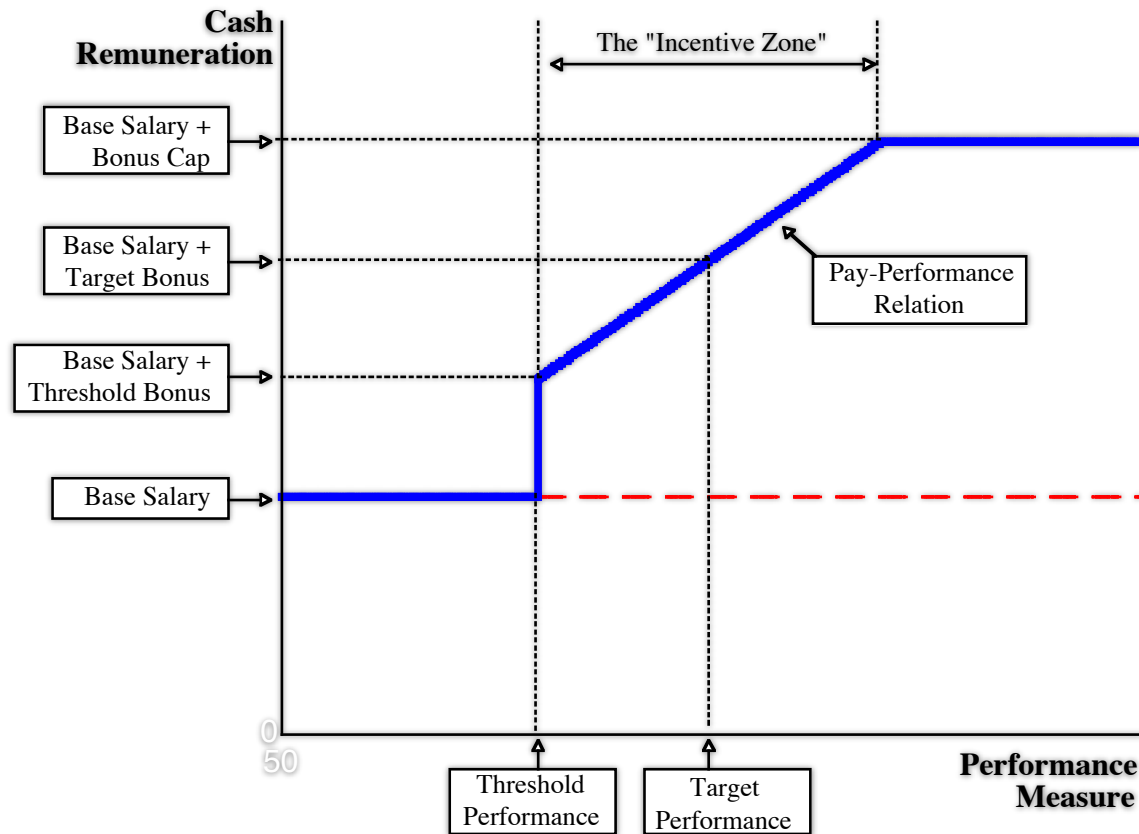 Cash
Remuneration
The "Incentive Zone"
Base Salary +
Bonus Cap
Base Salary +
Target Bonus
Pay-Performance
Relation
Base Salary +
Threshold Bonus
Base Salary
0
50
Threshold
Performance
Target
Performance
Performance
Measure